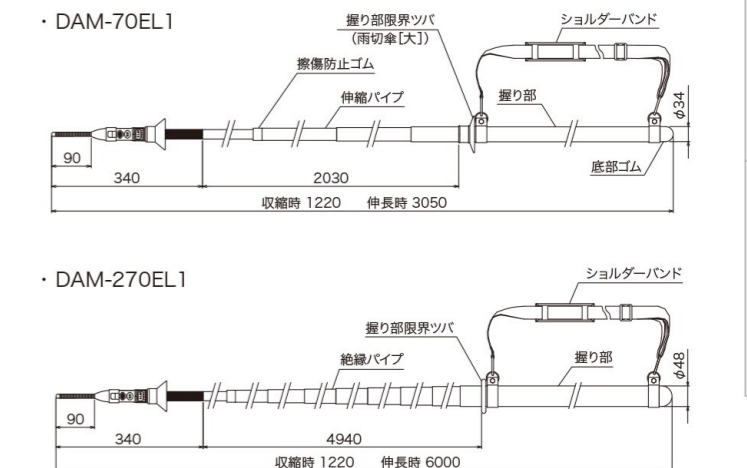 ・DAM-70EL1
握り部限界ツバ
（雨切傘［大］）
ショルダーバンド
擦傷防止ゴム
伸縮パイプ
握り部
φ34
底部ゴム
90
340
2030
収縮時 1220 伸長時 3050
・DAM-270EL1
ショルダーバンド
握り部限界ツバ
絶縁パイプ
握り部
φ48
90
340
4940
収縮時 1220 伸長時 6000